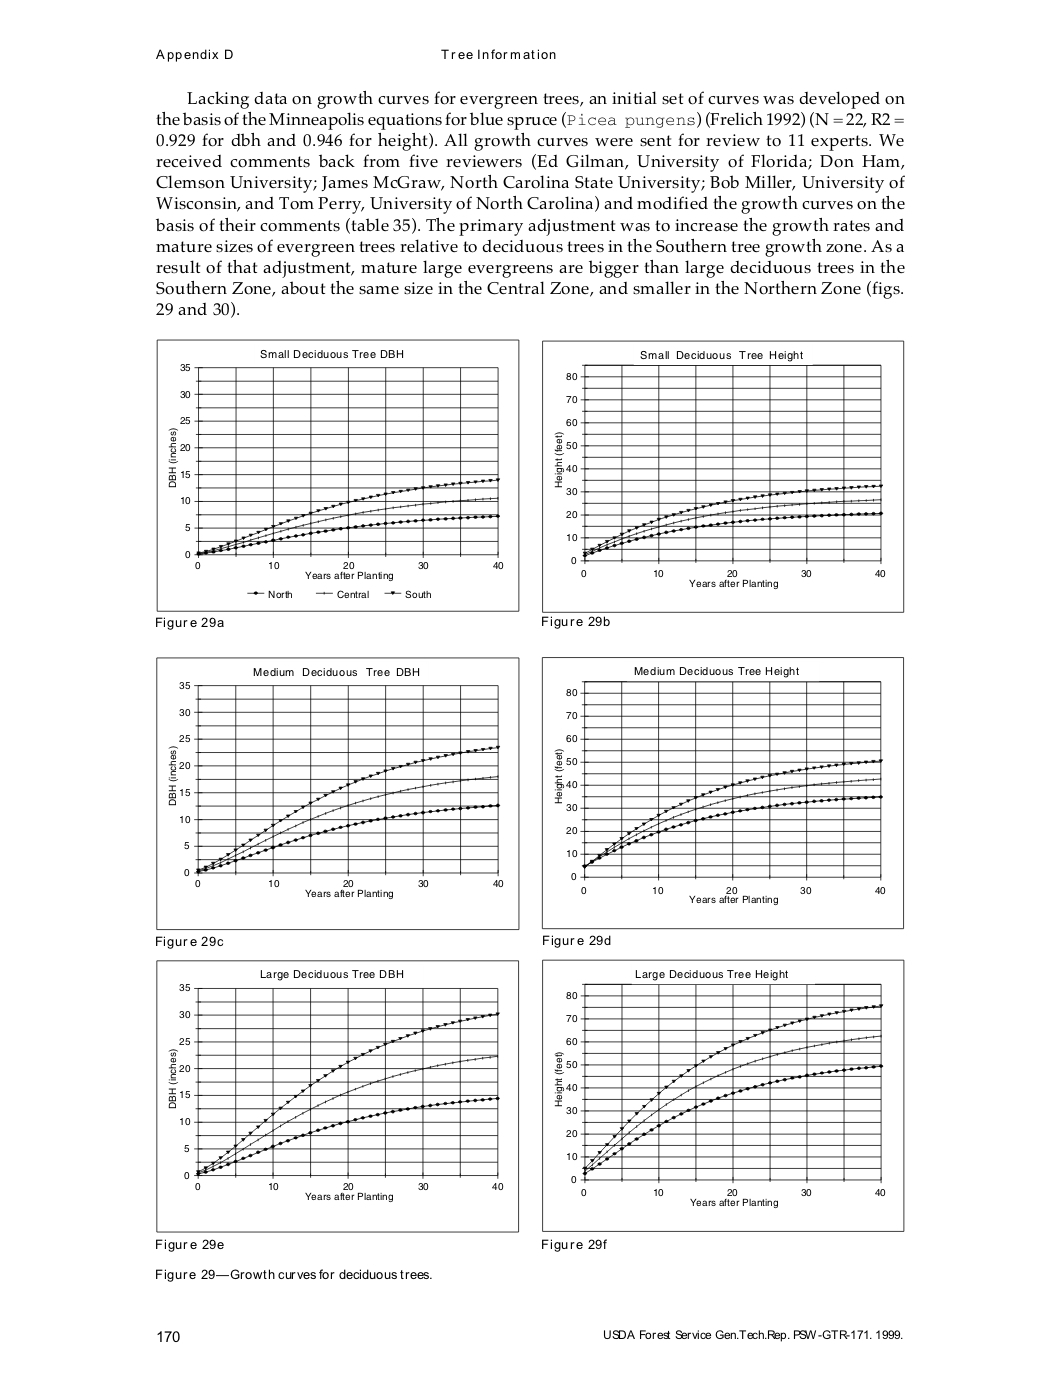 Appendix D Tree Information
Lacking data on growth curves for evergreen trees, an initial set of curves was developed on
the basis of the Minneapolis equations for blue spruce (Picea pungens) (Frelich 1992) (N = 22, R2 =
0.929 for dbh and 0.946 for height). All growth curves were sent for review to 11 experts. We
received comments back from five reviewers (Ed Gilman, University of Florida; Don Ham,
Clemson University; James McGraw, North Carolina State University; Bob Miller, University of
Wisconsin, and Tom Perry, University of North Carolina) and modified the growth curves on the
basis of their comments (table 35). The primary adjustment was to increase the growth rates and
mature sizes of evergreen trees relative to deciduous trees in the Southern tree growth zone. As a
result of that adjustment, mature large evergreens are bigger than large deciduous trees in the
Southern Zone, about the same size in the Central Zone, and smaller in the Northern Zone (figs.
29 and 30).
Small Deciduous Tree DBH
35
30
25
20
15
10
5
0
DBH (inches)
0 10 20 30 40
Years after Planting
North Central South
Figure 29a
Small Deciduous Tree Height
80
70
60
50
40
30
20
10
0
Height (feet)
0 10 20 30 40
Years after Planting
Figure 29b
Medium Deciduous Tree DBH
35
30
25
20
15
10
5
0
DBH (inches)
0 10 20 30 40
Years after Planting
Figure 29c
Medium Deciduous Tree Height
80
70
60
50
40
30
20
10
0
Height (feet)
0 10 20 30 40
Years after Planting
Figure 29d
Large Deciduous Tree DBH
35
30
25
20
15
10
5
0
DBH (inches)
0 10 20 30 40
Years after Planting
Figure 29e
Large Deciduous Tree Height
80
70
60
50
40
30
20
10
0
Height (feet)
0 10 20 30 40
Years after Planting
Figure 29f
Figure 29—Growth curves for deciduous trees.
170 USDA Forest Service Gen.Tech.Rep. PSW-GTR-171. 1999.